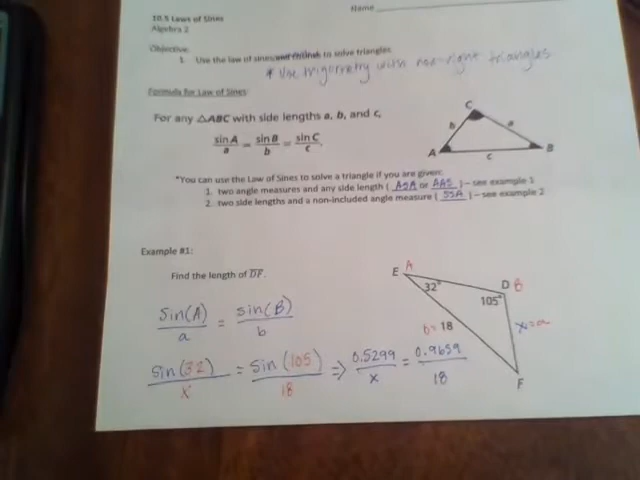 Name
10.5 Laws of Sines
Algebra 2
Objective:
1. Use the law of sines to solve triangles
* Use trigometry with non-right triangles
Formula for Law of Sines
For any △ABC with side lengths a, b, and c,
sin A / a = sin B / b = sin C / c.
C
b a
A c B
*You can use the Law of Sines to solve a triangle if you are given:
1. two angle measures and any side length ( ASA or AAS ) – see example 1
2. two side lengths and a non-included angle measure ( SSA ) – see example 2
Example #1:
Find the length of DF.
E A
32°
D B
105°
b= 18
x=a
F
sin(A) / a = sin(B) / b
sin(32) / x = sin(105) / 18 => 0.5299 / x = 0.9659 / 18